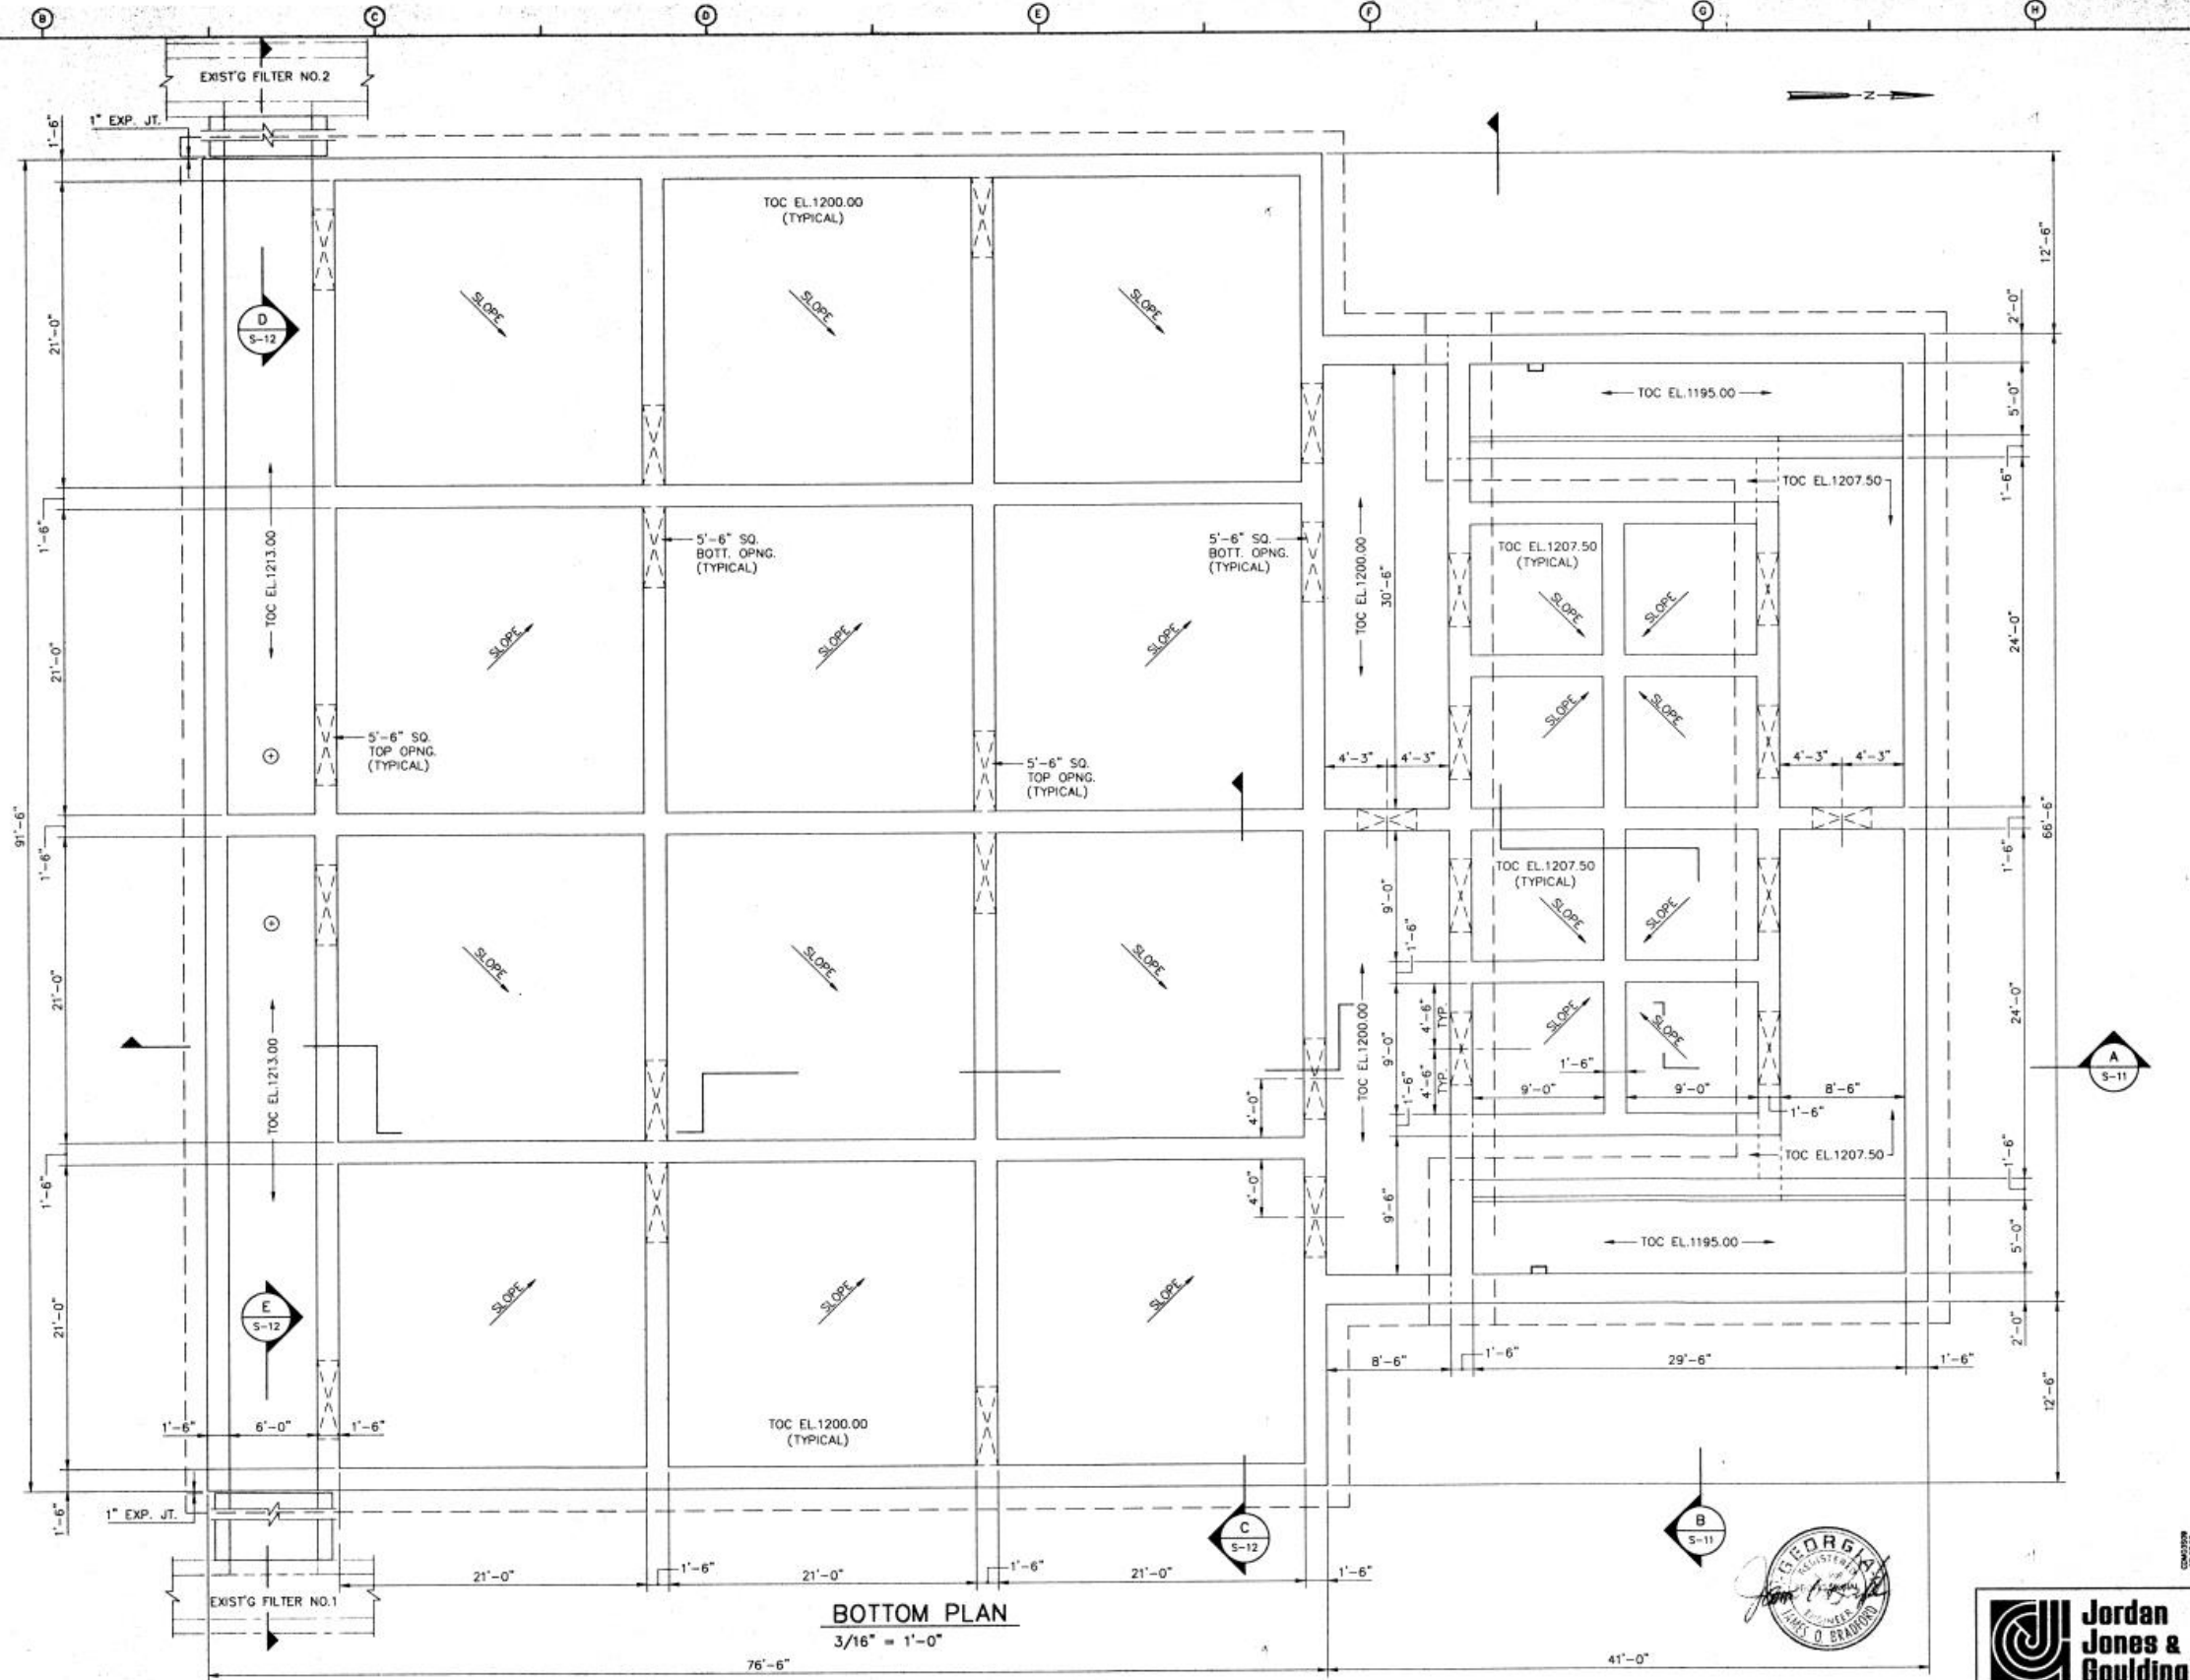 B
C
D
E
F
G
H
EXIST'G FILTER NO.2
1" EXP. JT.
1'-6"
N
TOC EL.1200.00
(TYPICAL)
12'-6"
D
S-12
SLOPE
SLOPE
SLOPE
21'-0"
2'-0"
TOC EL.1195.00
5'-0"
1'-6"
TOC EL.1207.50
1'-6"
5'-6" SQ.
BOTT. OPNG.
(TYPICAL)
5'-6" SQ.
BOTT. OPNG.
(TYPICAL)
TOC EL.1213.00
TOC EL.1200.00
30'-6"
TOC EL.1207.50
(TYPICAL)
SLOPE
SLOPE
24'-0"
21'-0"
SLOPE
SLOPE
SLOPE
SLOPE
SLOPE
5'-6" SQ.
TOP OPNG.
(TYPICAL)
5'-6" SQ.
TOP OPNG.
(TYPICAL)
4'-3"
4'-3"
4'-3"
4'-3"
91'-6"
1'-6"
66'-6"
1'-6"
TOC EL.1207.50
(TYPICAL)
9'-0"
1'-6"
SLOPE
SLOPE
SLOPE
SLOPE
SLOPE
21'-0"
TOC EL.1213.00
TOC EL.1200.00
9'-0"
4'-6"
TYP.
4'-6"
TYP.
1'-6"
SLOPE
SLOPE
24'-0"
1'-6"
9'-0"
9'-0"
8'-6"
1'-6"
A
S-11
4'-0"
4'-0"
1'-6"
TOC EL.1207.50
1'-6"
9'-6"
TOC EL.1195.00
5'-0"
21'-0"
E
S-12
SLOPE
SLOPE
SLOPE
2'-0"
8'-6"
1'-6"
29'-6"
1'-6"
12'-6"
1'-6"
6'-0"
1'-6"
TOC EL.1200.00
(TYPICAL)
1'-6"
1" EXP. JT.
C
S-12
B
S-11
21'-0"
1'-6"
21'-0"
1'-6"
21'-0"
1'-6"
EXIST'G FILTER NO.1
BOTTOM PLAN
3/16" = 1'-0"
76'-6"
41'-0"
GEORGIA
REGISTERED
ENGINEER
JAMES O. BRADFORD
Jordan
Jones &
Goulding